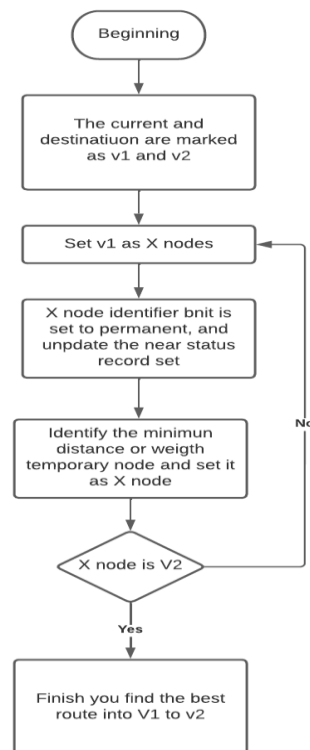 Beginning
The current and
destinatiuon are marked
as v1 and v2
Set v1 as X nodes
X node identifier bnit is
set to permanent, and
unpdate the near status
record set
Identify the minimun
distance or weigth
temporary node and set it
as X node
X node is V2
No
Yes
Finish you find the best
route into V1 to v2